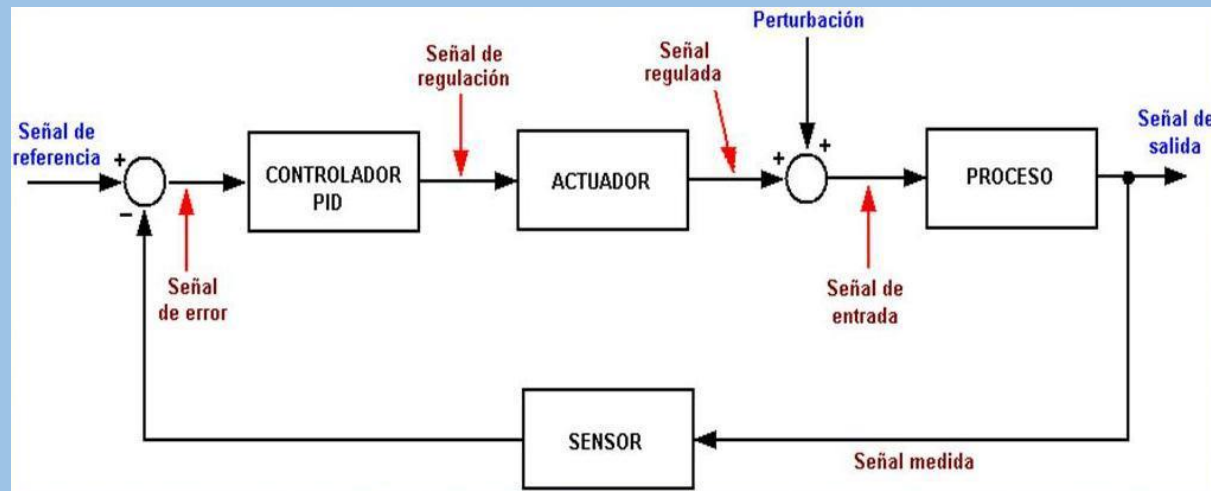 Perturbación
Señal de
regulación
Señal
regulada
Señal de
referencia
+
−
CONTROLADOR
PID
ACTUADOR
+
+
PROCESO
Señal de
salida
Señal
de error
Señal de
entrada
SENSOR
Señal medida